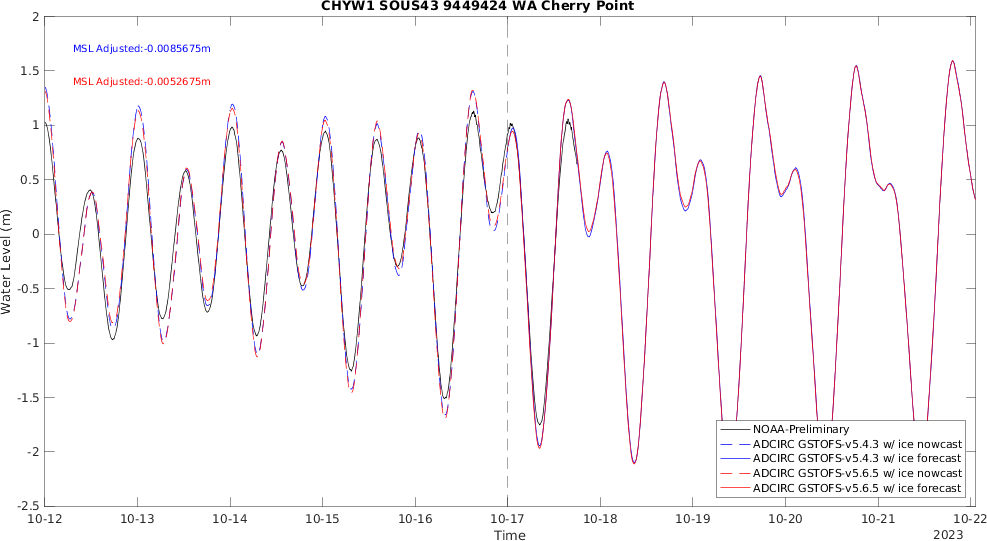 CHYW1 SOUS43 9449424 WA Cherry Point
MSL Adjusted:-0.0085675m
MSL Adjusted:-0.0052675m
Water Level (m)
2
1.5
1
0.5
0
-0.5
-1
-1.5
-2
-2.5
NOAA-Preliminary
ADCIRC GSTOFS-v5.4.3 w/ ice nowcast
ADCIRC GSTOFS-v5.4.3 w/ ice forecast
ADCIRC GSTOFS-v5.6.5 w/ ice nowcast
ADCIRC GSTOFS-v5.6.5 w/ ice forecast
10-12 10-13 10-14 10-15 10-16 10-17 10-18 10-19 10-20 10-21 10-22
Time
2023